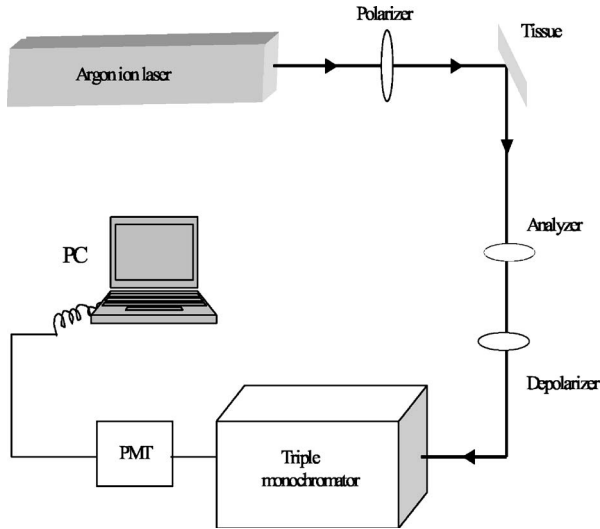 Polarizer
Tissue
Argon ion laser
Analyzer
PC
Depolarizer
PMT
Triple
monochromator